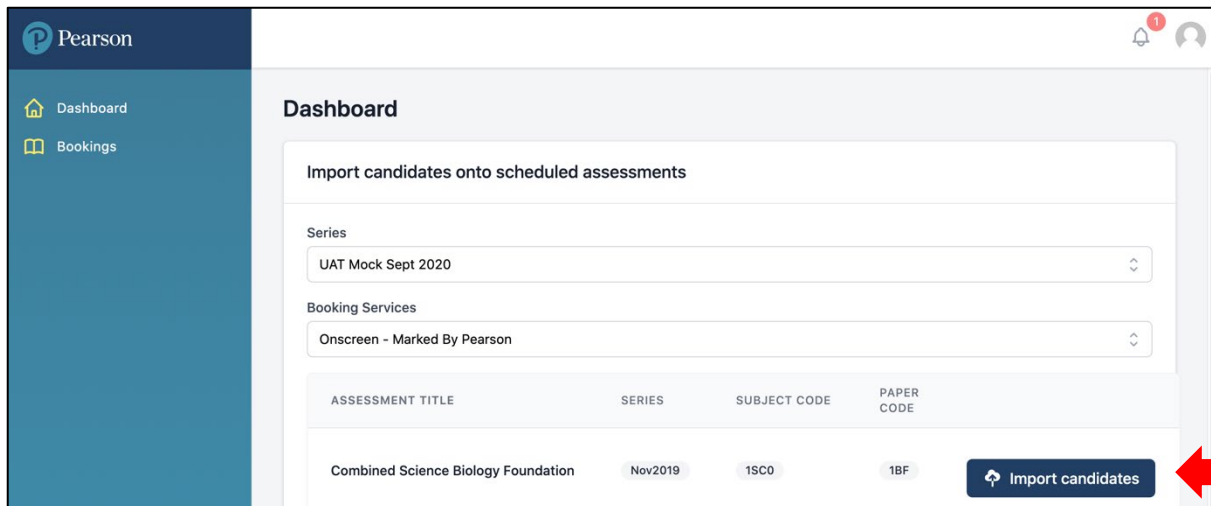 Pearson
1
Dashboard
Bookings
Dashboard
Import candidates onto scheduled assessments
Series
UAT Mock Sept 2020
Booking Services
Onscreen - Marked By Pearson
ASSESSMENT TITLE SERIES SUBJECT CODE PAPER CODE
Combined Science Biology Foundation Nov2019 1SC0 1BF Import candidates